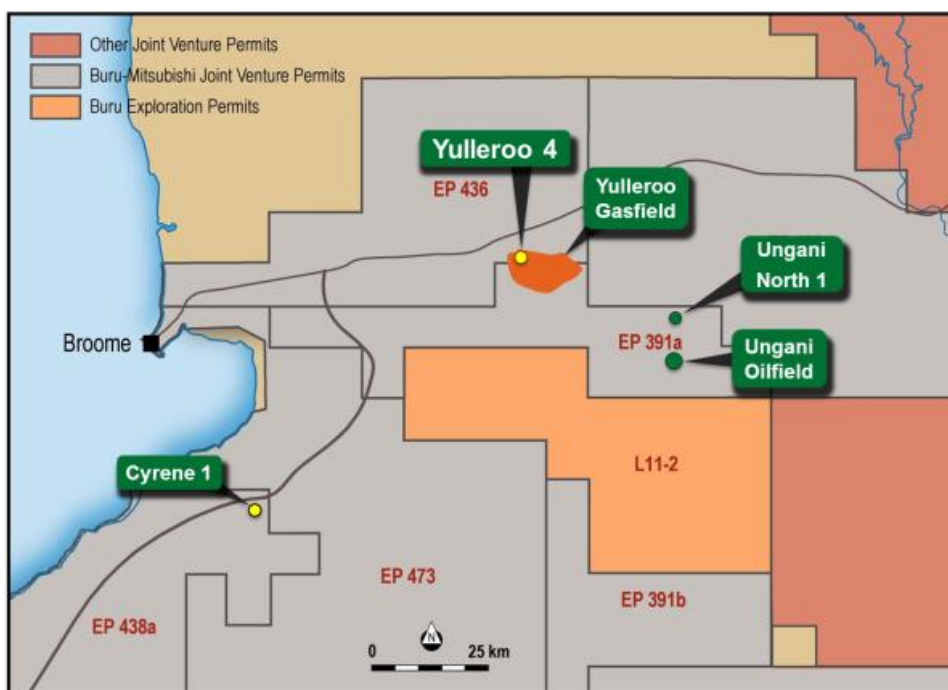 Other Joint Venture Permits
Buru-Mitsubishi Joint Venture Permits
Buru Exploration Permits
Yulleroo 4
EP 436
Yulleroo
Gasfield
Ungani
North 1
Broome
EP 391a
Ungani
Oilfield
L11-2
Cyrene 1
EP 473
EP 391b
EP 438a
N
0 25 km